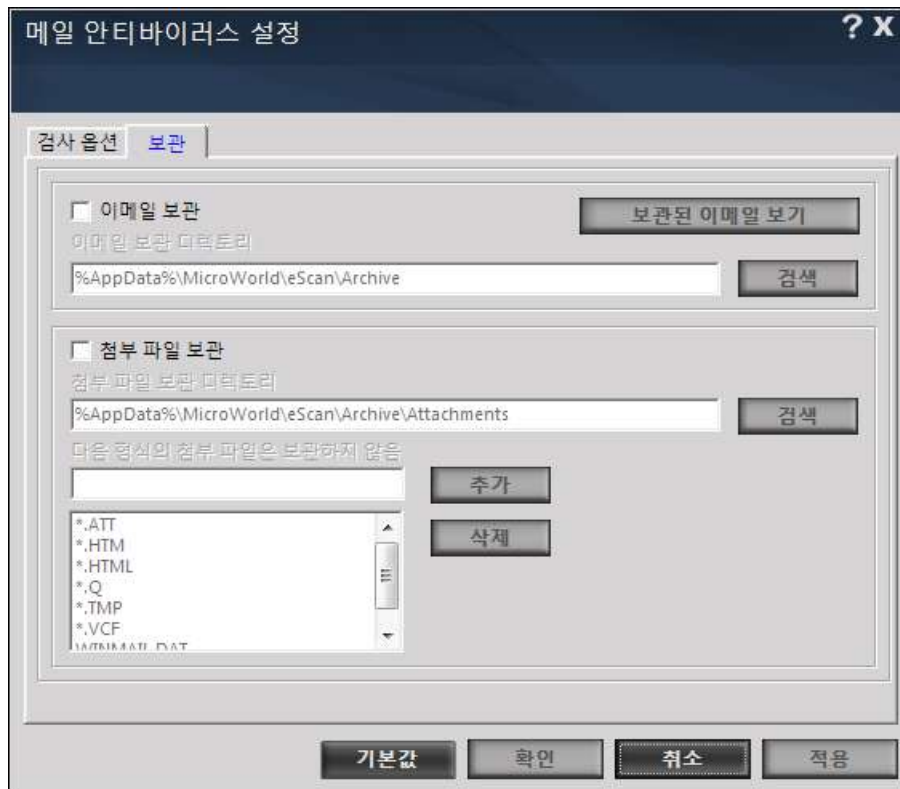 메일 안티바이러스 설정
? X
검사 옵션 보관
이메일 보관
보관된 이메일 보기
이메일 보관 디렉토리
%AppData%\MicroWorld\eScan\Archive
검색
첨부 파일 보관
첨부 파일 보관 디렉토리
%AppData%\MicroWorld\eScan\Archive\Attachments
검색
다음 형식의 첨부 파일은 보관하지 않음
추가
*.ATT
*.HTM
*.HTML
*.Q
*.TMP
*.VCF
WINMAIL.DAT
삭제
기본값 확인 취소 적용